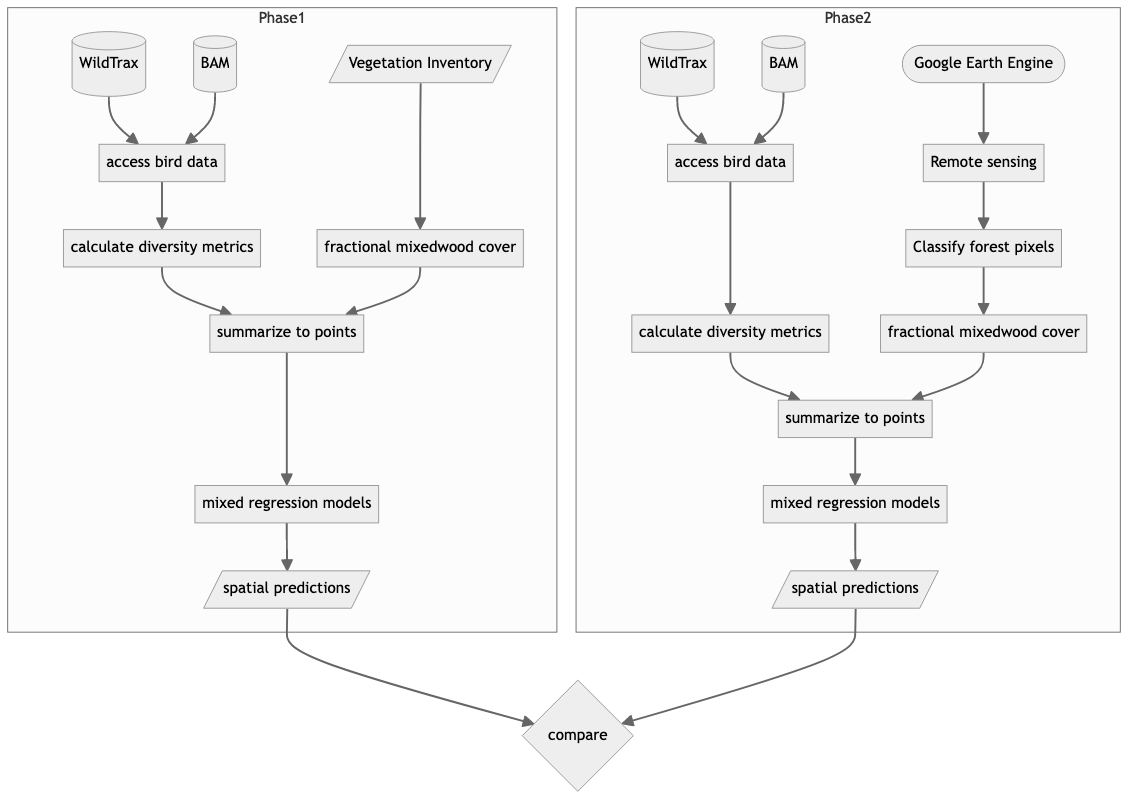 Phase1
WildTrax
BAM
Vegetation Inventory
access bird data
calculate diversity metrics
fractional mixedwood cover
summarize to points
mixed regression models
spatial predictions
Phase2
WildTrax
BAM
Google Earth Engine
access bird data
Remote sensing
Classify forest pixels
calculate diversity metrics
fractional mixedwood cover
summarize to points
mixed regression models
spatial predictions
compare